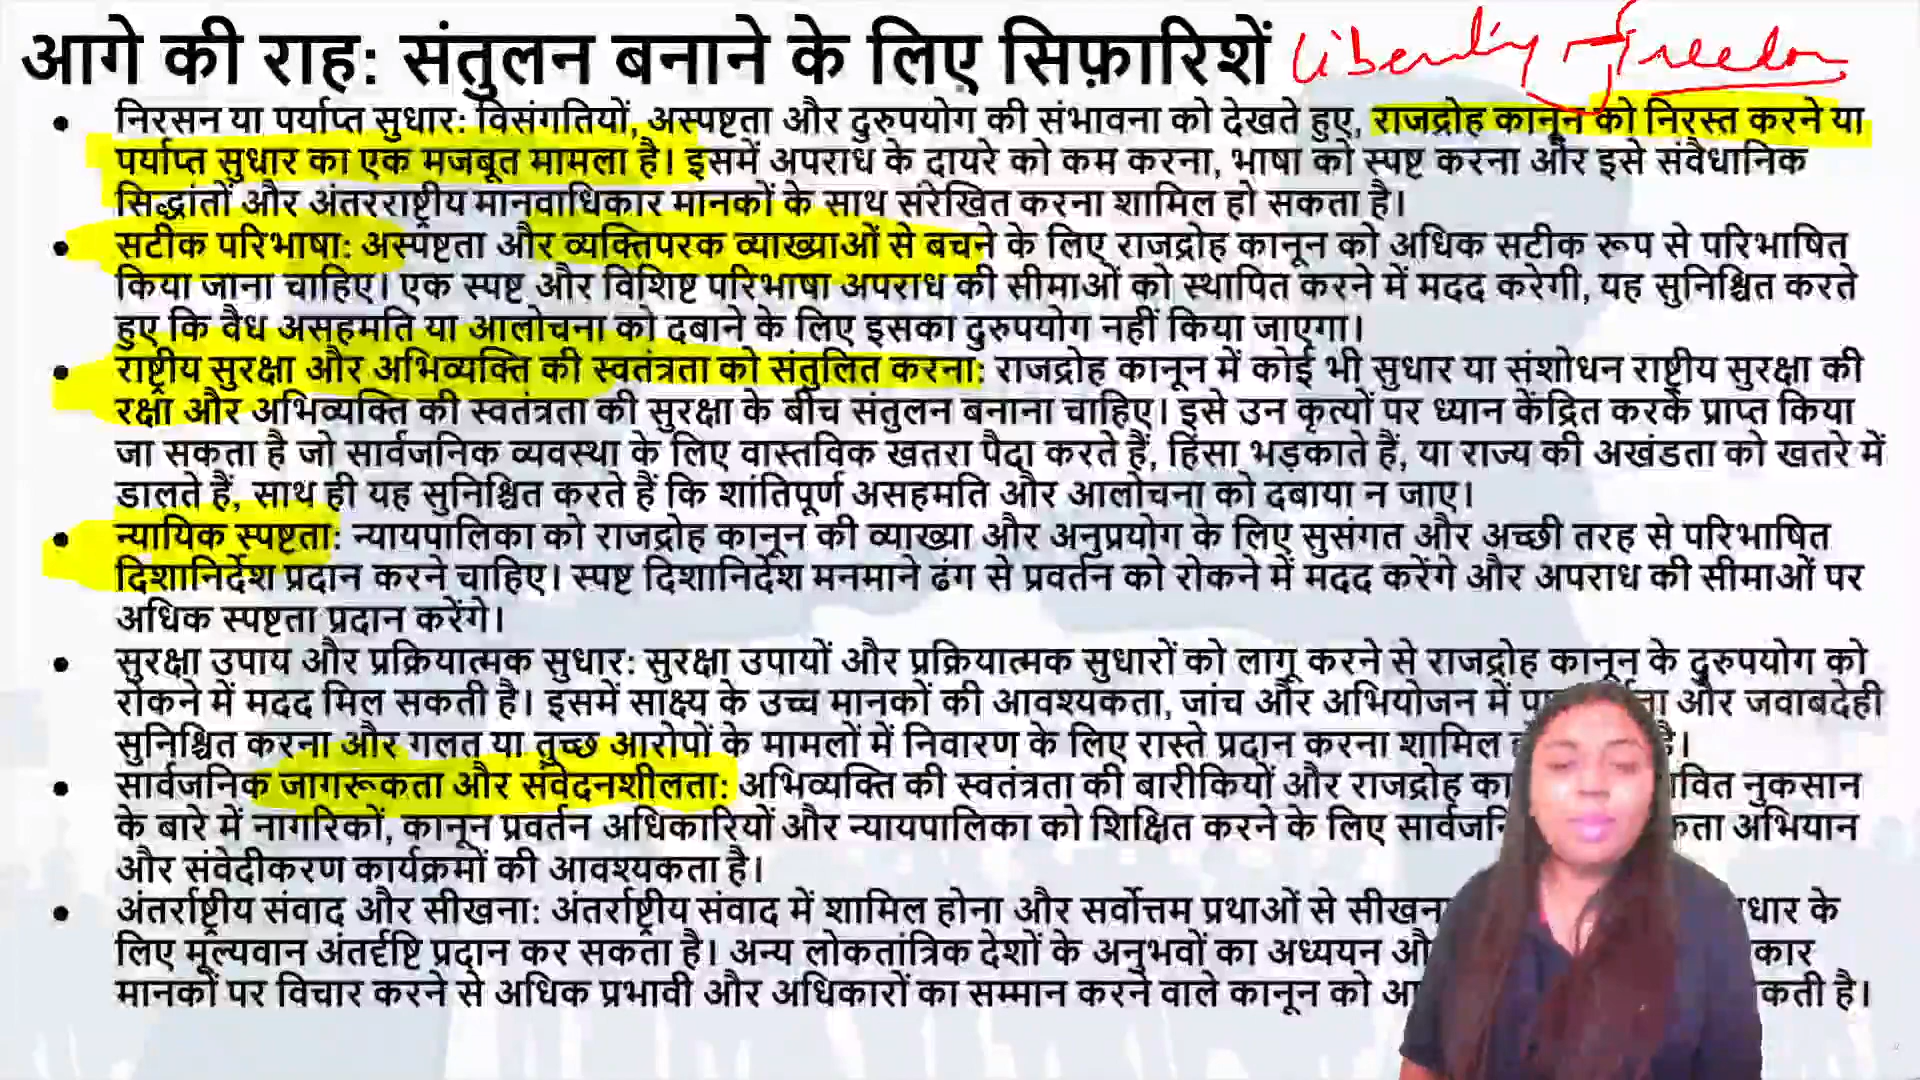 आगे की राह: संतुलन बनाने के लिए सिफ़ारिशें Liberty Freedom
• निरसन या पर्याप्त सुधार: विसंगतियों, अस्पष्टता और दुरुपयोग की संभावना को देखते हुए, राजद्रोह कानून को निरस्त करने या
पर्याप्त सुधार का एक मजबूत मामला है। इसमें अपराध के दायरे को कम करना, भाषा को स्पष्ट करना और इसे संवैधानिक
सिद्धांतों और अंतरराष्ट्रीय मानवाधिकार मानकों के साथ संरेखित करना शामिल हो सकता है।
• सटीक परिभाषा: अस्पष्टता और व्यक्तिपरक व्याख्याओं से बचने के लिए राजद्रोह कानून को अधिक सटीक रूप से परिभाषित
किया जाना चाहिए। एक स्पष्ट और विशिष्ट परिभाषा अपराध की सीमाओं को स्थापित करने में मदद करेगी, यह सुनिश्चित करते
हुए कि वैध असहमति या आलोचना को दबाने के लिए इसका दुरुपयोग नहीं किया जाएगा।
• राष्ट्रीय सुरक्षा और अभिव्यक्ति की स्वतंत्रता को संतुलित करना: राजद्रोह कानून में कोई भी सुधार या संशोधन राष्ट्रीय सुरक्षा की
रक्षा और अभिव्यक्ति की स्वतंत्रता की सुरक्षा के बीच संतुलन बनाना चाहिए। इसे उन कृत्यों पर ध्यान केंद्रित करके प्राप्त किया
जा सकता है जो सार्वजनिक व्यवस्था के लिए वास्तविक खतरा पैदा करते हैं, हिंसा भड़काते हैं, या राज्य की अखंडता को खतरे में
डालते हैं, साथ ही यह सुनिश्चित करते हैं कि शांतिपूर्ण असहमति और आलोचना को दबाया न जाए।
• न्यायिक स्पष्टता: न्यायपालिका को राजद्रोह कानून की व्याख्या और अनुप्रयोग के लिए सुसंगत और अच्छी तरह से परिभाषित
दिशानिर्देश प्रदान करने चाहिए। स्पष्ट दिशानिर्देश मनमाने ढंग से प्रवर्तन को रोकने में मदद करेंगे और अपराध की सीमाओं पर
अधिक स्पष्टता प्रदान करेंगे।
• सुरक्षा उपाय और प्रक्रियात्मक सुधार: सुरक्षा उपायों और प्रक्रियात्मक सुधारों को लागू करने से राजद्रोह कानून के दुरुपयोग को
रोकने में मदद मिल सकती है। इसमें साक्ष्य के उच्च मानकों की आवश्यकता, जांच और अभियोजन में और जवाबदेही
सुनिश्चित करना और गलत या तुच्छ आरोपों के मामलों में निवारण के लिए रास्ते प्रदान करना शामिल है।
• सार्वजनिक जागरूकता और संवेदनशीलता: अभिव्यक्ति की स्वतंत्रता की बारीकियों और राजद्रोह नुकसान
के बारे में नागरिकों, कानून प्रवर्तन अधिकारियों और न्यायपालिका को शिक्षित करने के लिए अभियान
और संवेदीकरण कार्यक्रमों की आवश्यकता है।
• अंतर्राष्ट्रीय संवाद और सीखना: अंतर्राष्ट्रीय संवाद में शामिल होना और सर्वोत्तम प्रथाओं से के
लिए मूल्यवान अंतर्दृष्टि प्रदान कर सकता है। अन्य लोकतांत्रिक देशों के अनुभवों का अध्ययन
मानकों पर विचार करने से अधिक प्रभावी और अधिकारों का सम्मान करने वाले कानून को है।